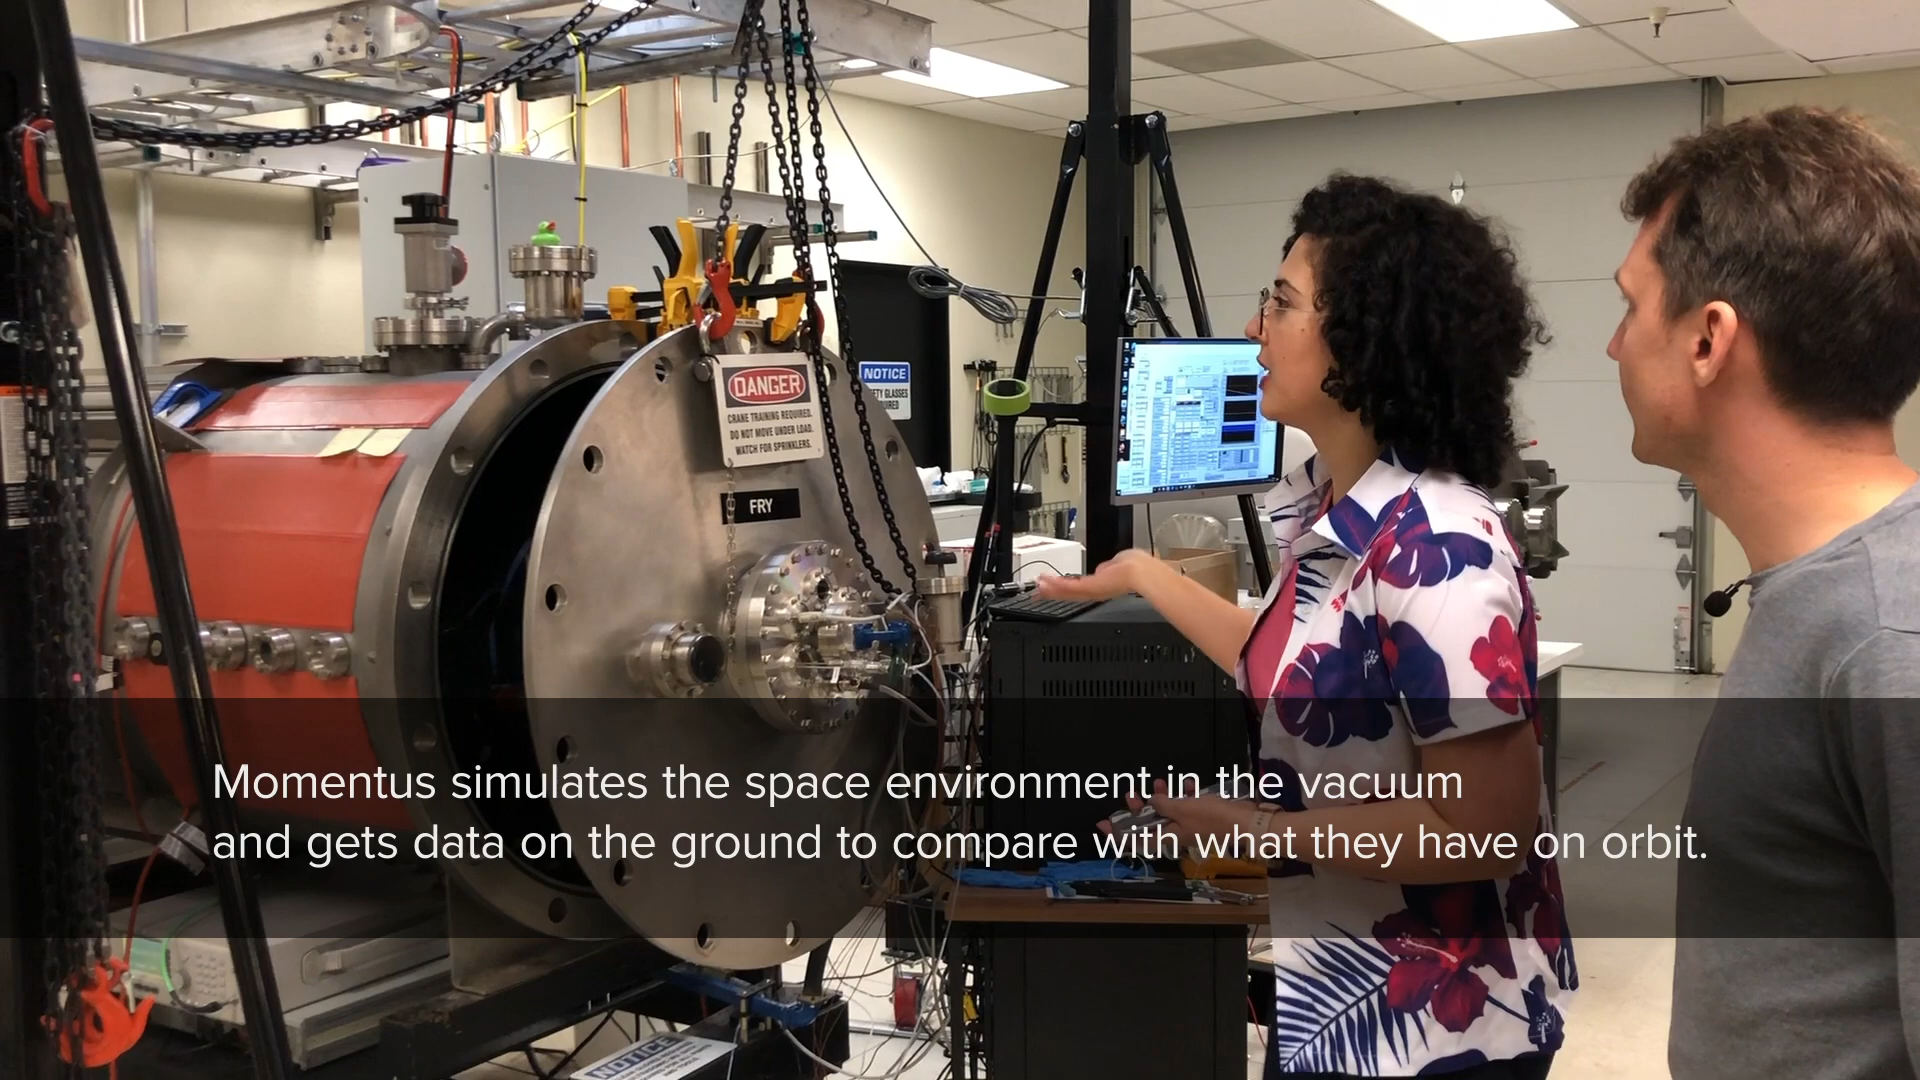 DANGER
CRANE TRAINING REQUIRED.
DO NOT MOVE UNDER LOAD.
WATCH FOR SPRINKLERS.
NOTICE
FRY
Momentus simulates the space environment in the vacuum
and gets data on the ground to compare with what they have on orbit.
NOTICE